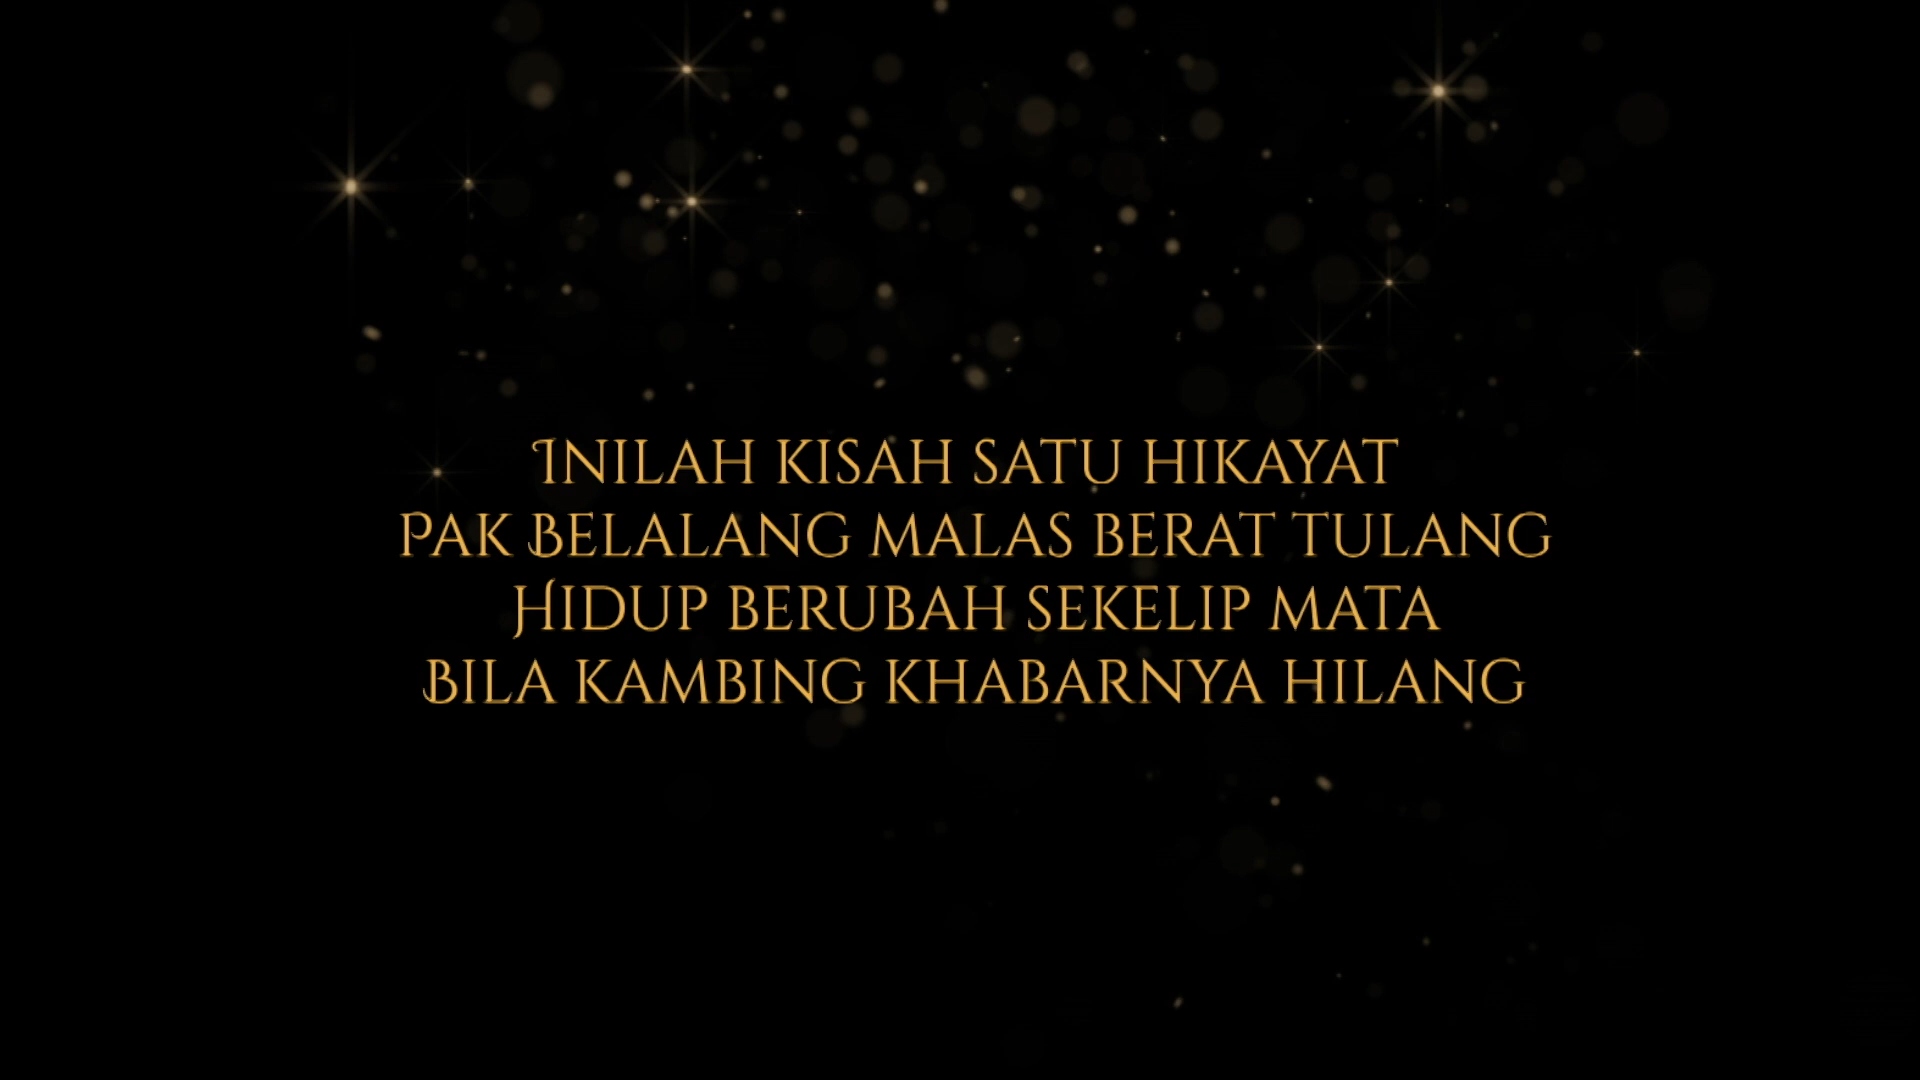 Inilah kisah satu hikayat
Pak Belalang malas berat tulang
Hidup berubah sekelip mata
Bila kambing khabarnya hilang